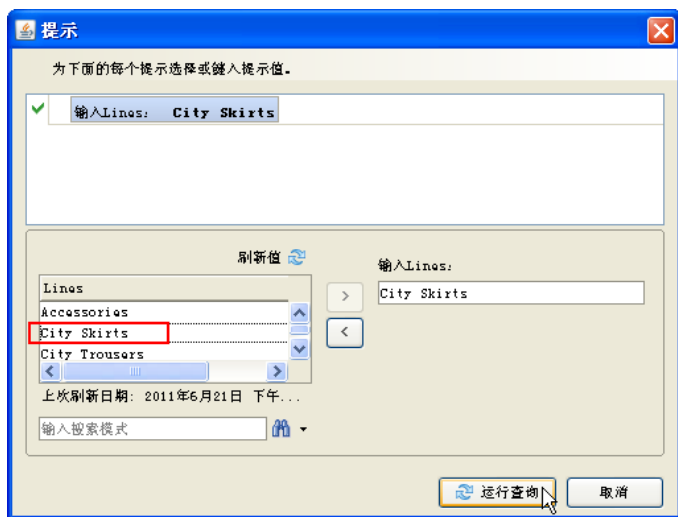 提示
为下面的每个提示选择或键入提示值。
输入Lines: City Skirts
刷新值
输入Lines:
Lines
City Skirts
Accessories
City Skirts
City Trousers
上次刷新日期: 2011年6月21日 下午...
输入搜索模式
运行查询
取消